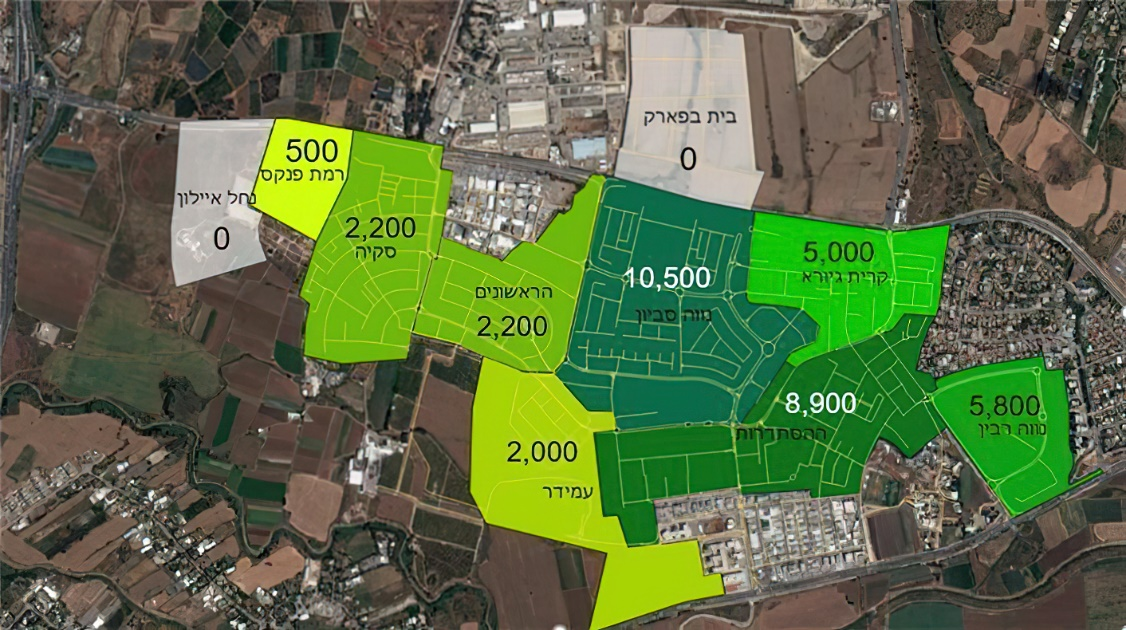 בית בפארק
0
500
רמת פנקס
נחל איילון
0
2,200
סקיה
הראשונים
2,200
10,500
נווה סביון
5,000
קרית גיורא
8,900
ההסתדרות
5,800
נווה רבין
2,000
עמידר